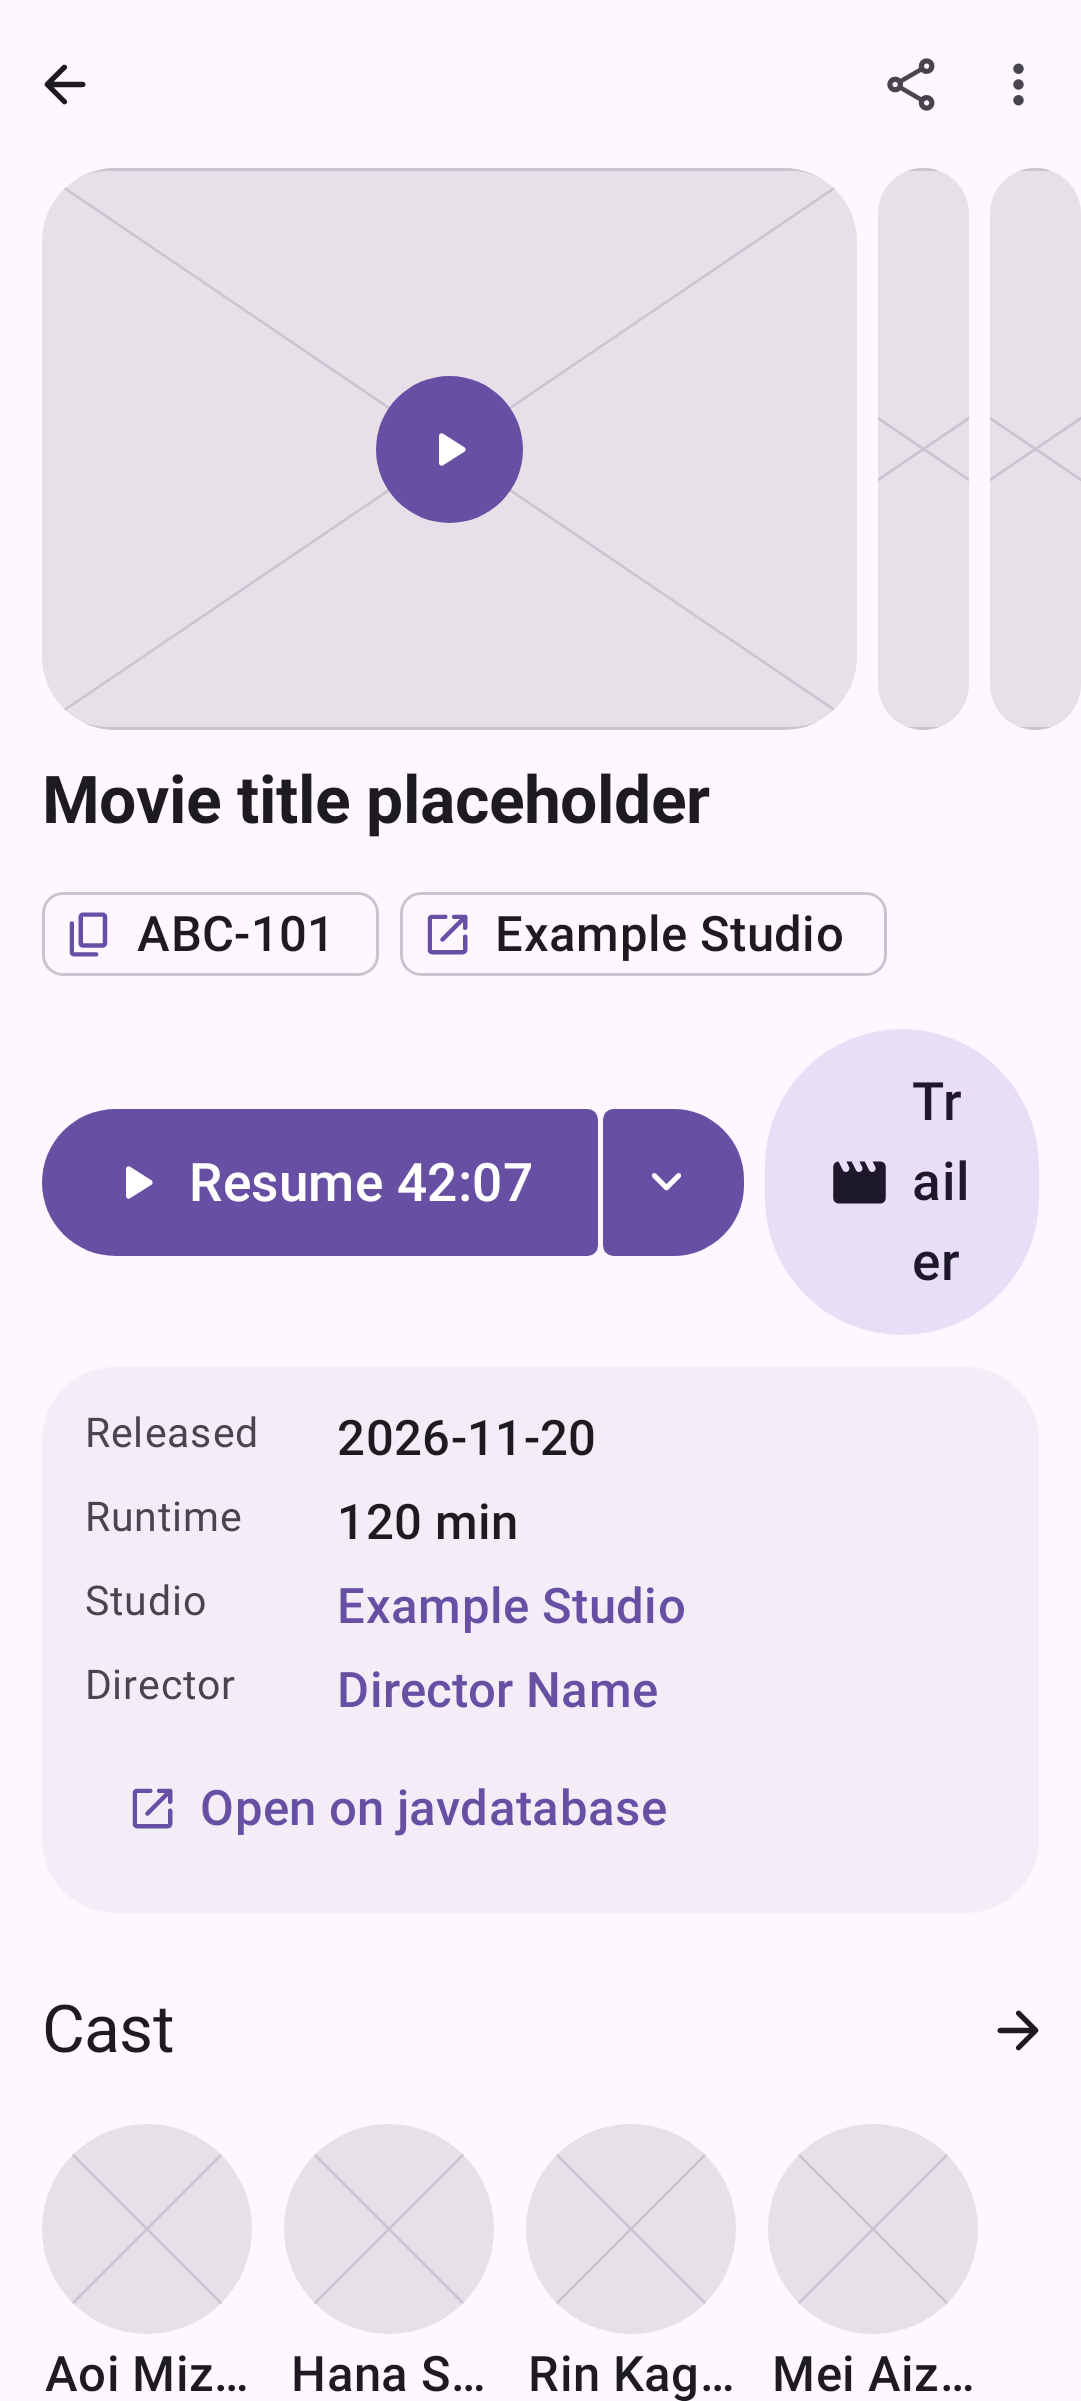 Movie title placeholder
ABC-101
Example Studio
Resume 42:07
Tr
ail
er
Released 2026-11-20
Runtime 120 min
Studio Example Studio
Director Director Name
Open on javdatabase
Cast
Aoi Miz… Hana S… Rin Kag… Mei Aiz…